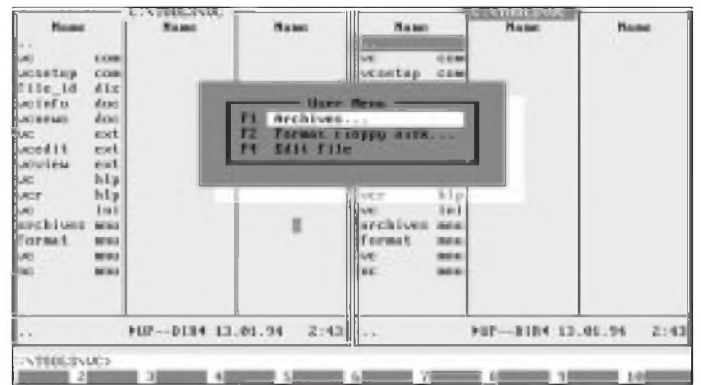 C:\TOOLS\VC
Name Name Name
Name Name Name
..
vc com
vcsetup com
file_id diz
vcinfo doc
vcnews doc
vc ext
vcedit ext
vcview ext
vc hlp
vcr hlp
vc ini
archives mnu
format mnu
vc mnu
vc com
vcsetup com
User Menu
F1 Archives...
F2 Format floppy disk...
F4 Edit file
vcr hlp
vc ini
archives mnu
format mnu
vc mnu
.. ►UP--DIR◄ 13.01.94 2:43
.. ►UP--DIR◄ 13.01.94 2:43
C:\TOOLS\VC>
2 3 4 5 6 7 8 9 10